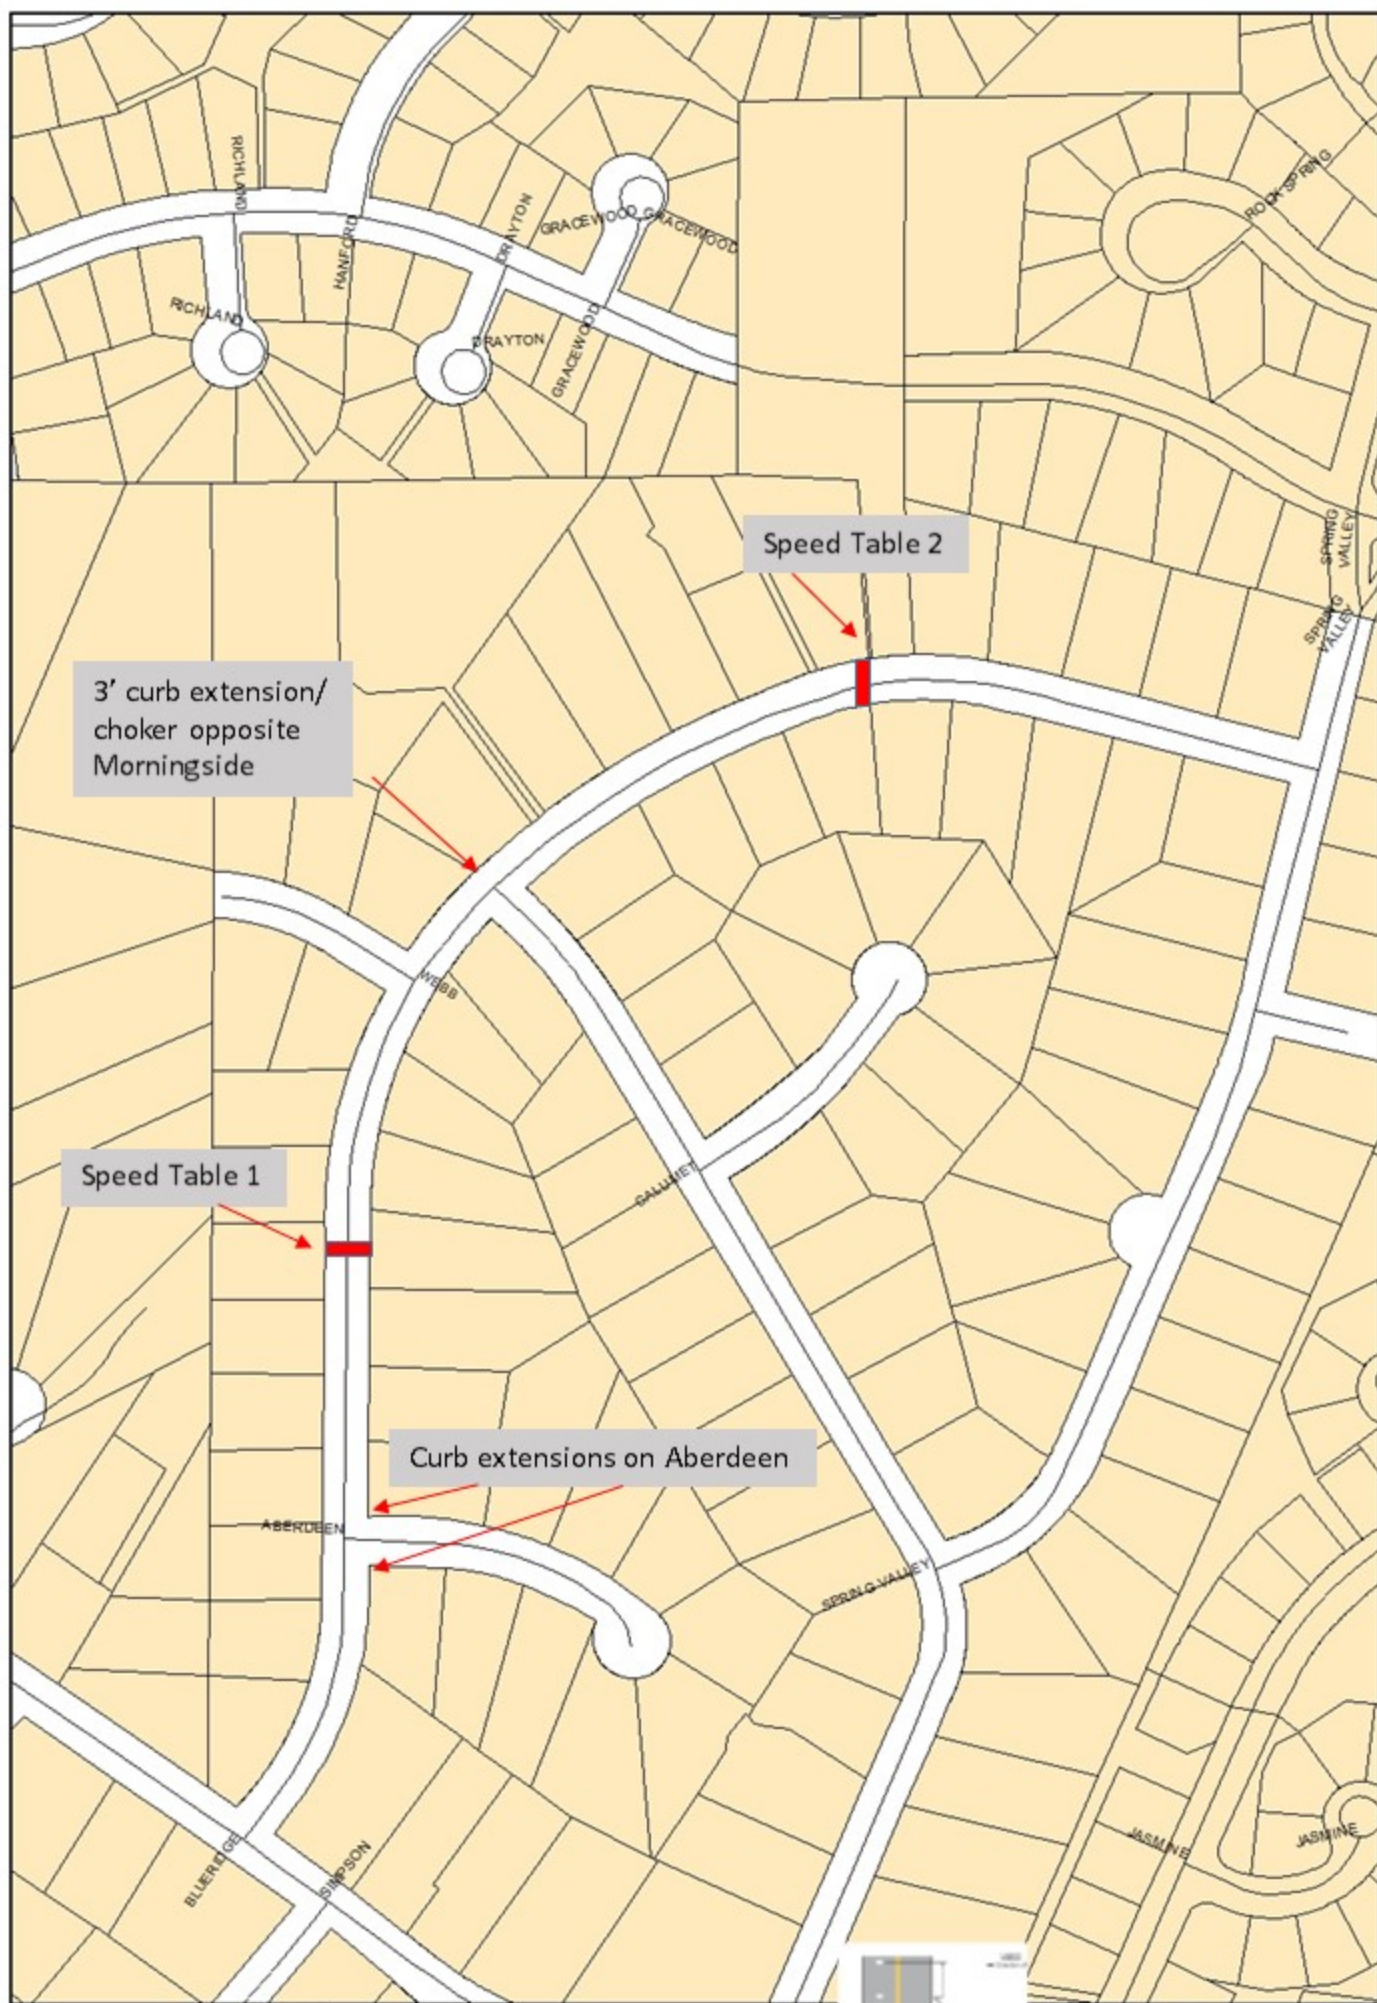 RICHLAND
ROCK SPRING
DRAYTON
GRACEWOOD
GRACEWOOD
HANFORD
RICHLAND
DRAYTON
GRACEWOOD
SPRING
VALLEY
Speed Table 2
SPRING
VALLEY
3' curb extension/
choker opposite
Morningside
WEBB
Speed Table 1
CALUMET
Curb extensions on Aberdeen
ABERDEEN
SPRING VALLEY
JASMINE
JASMINE
BLUERIDGE
SIMPSON